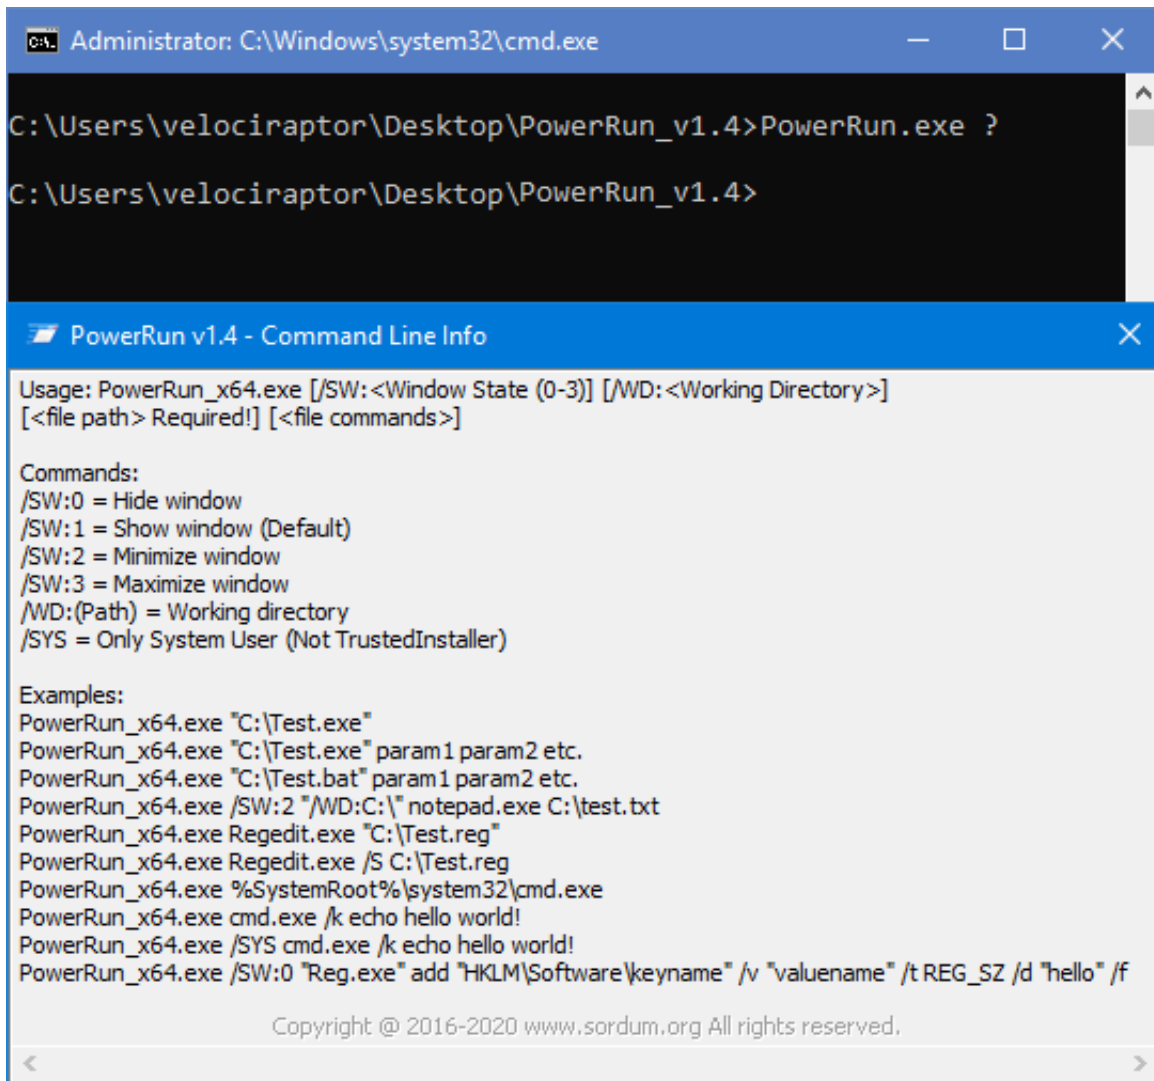 Administrator: C:\Windows\system32\cmd.exe
C:\Users\velociraptor\Desktop\PowerRun_v1.4>PowerRun.exe ?
C:\Users\velociraptor\Desktop\PowerRun_v1.4>
PowerRun v1.4 - Command Line Info
Usage: PowerRun_x64.exe [/SW:<Window State (0-3)] [/WD:<Working Directory>]
[<file path> Required!] [<file commands>]
Commands:
/SW:0 = Hide window
/SW:1 = Show window (Default)
/SW:2 = Minimize window
/SW:3 = Maximize window
/WD:(Path) = Working directory
/SYS = Only System User (Not TrustedInstaller)
Examples:
PowerRun_x64.exe "C:\Test.exe"
PowerRun_x64.exe "C:\Test.exe" param1 param2 etc.
PowerRun_x64.exe "C:\Test.bat" param1 param2 etc.
PowerRun_x64.exe /SW:2 "/WD:C:\" notepad.exe C:\test.txt
PowerRun_x64.exe Regedit.exe "C:\Test.reg"
PowerRun_x64.exe Regedit.exe /S C:\Test.reg
PowerRun_x64.exe %SystemRoot%\system32\cmd.exe
PowerRun_x64.exe cmd.exe /k echo hello world!
PowerRun_x64.exe /SYS cmd.exe /k echo hello world!
PowerRun_x64.exe /SW:0 "Reg.exe" add "HKLM\Software\keyname" /v "valuename" /t REG_SZ /d "hello" /f
Copyright @ 2016-2020 www.sordum.org All rights reserved.